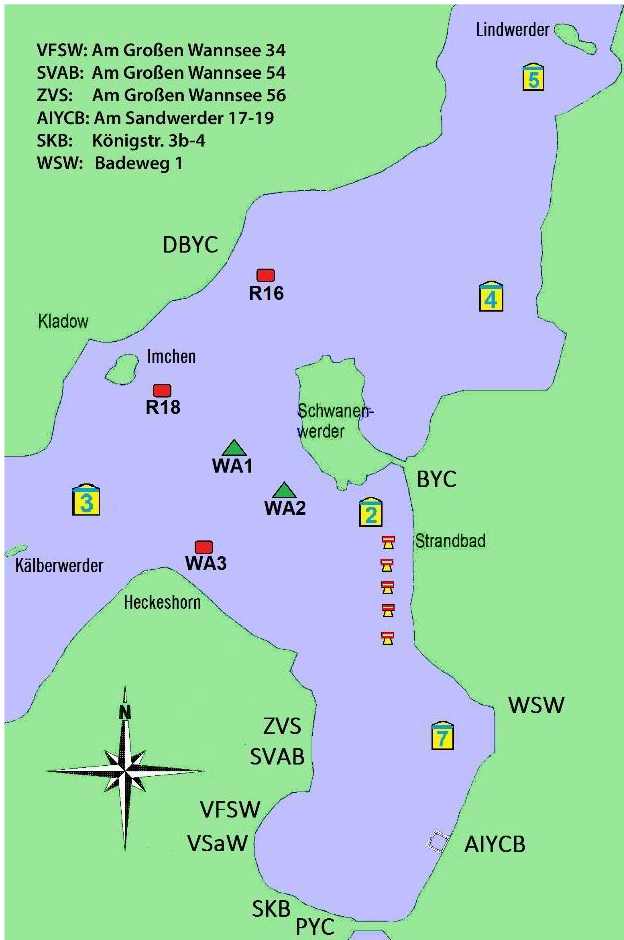 Lindwerder
VFSW: Am Großen Wannsee 34
SVAB: Am Großen Wannsee 54
ZVS: Am Großen Wannsee 56
AIYCB: Am Sandwerder 17-19
SKB: Königstr. 3b-4
WSW: Badeweg 1
5
DBYC
R16
4
Kladow
Imchen
R18
Schwanen-
werder
WA1
BYC
WA2
3
2
Strandbad
WA3
Kälberwerder
Heckeshorn
WSW
N
ZVS
7
SVAB
VFSW
VSaW
AIYCB
SKB
PYC